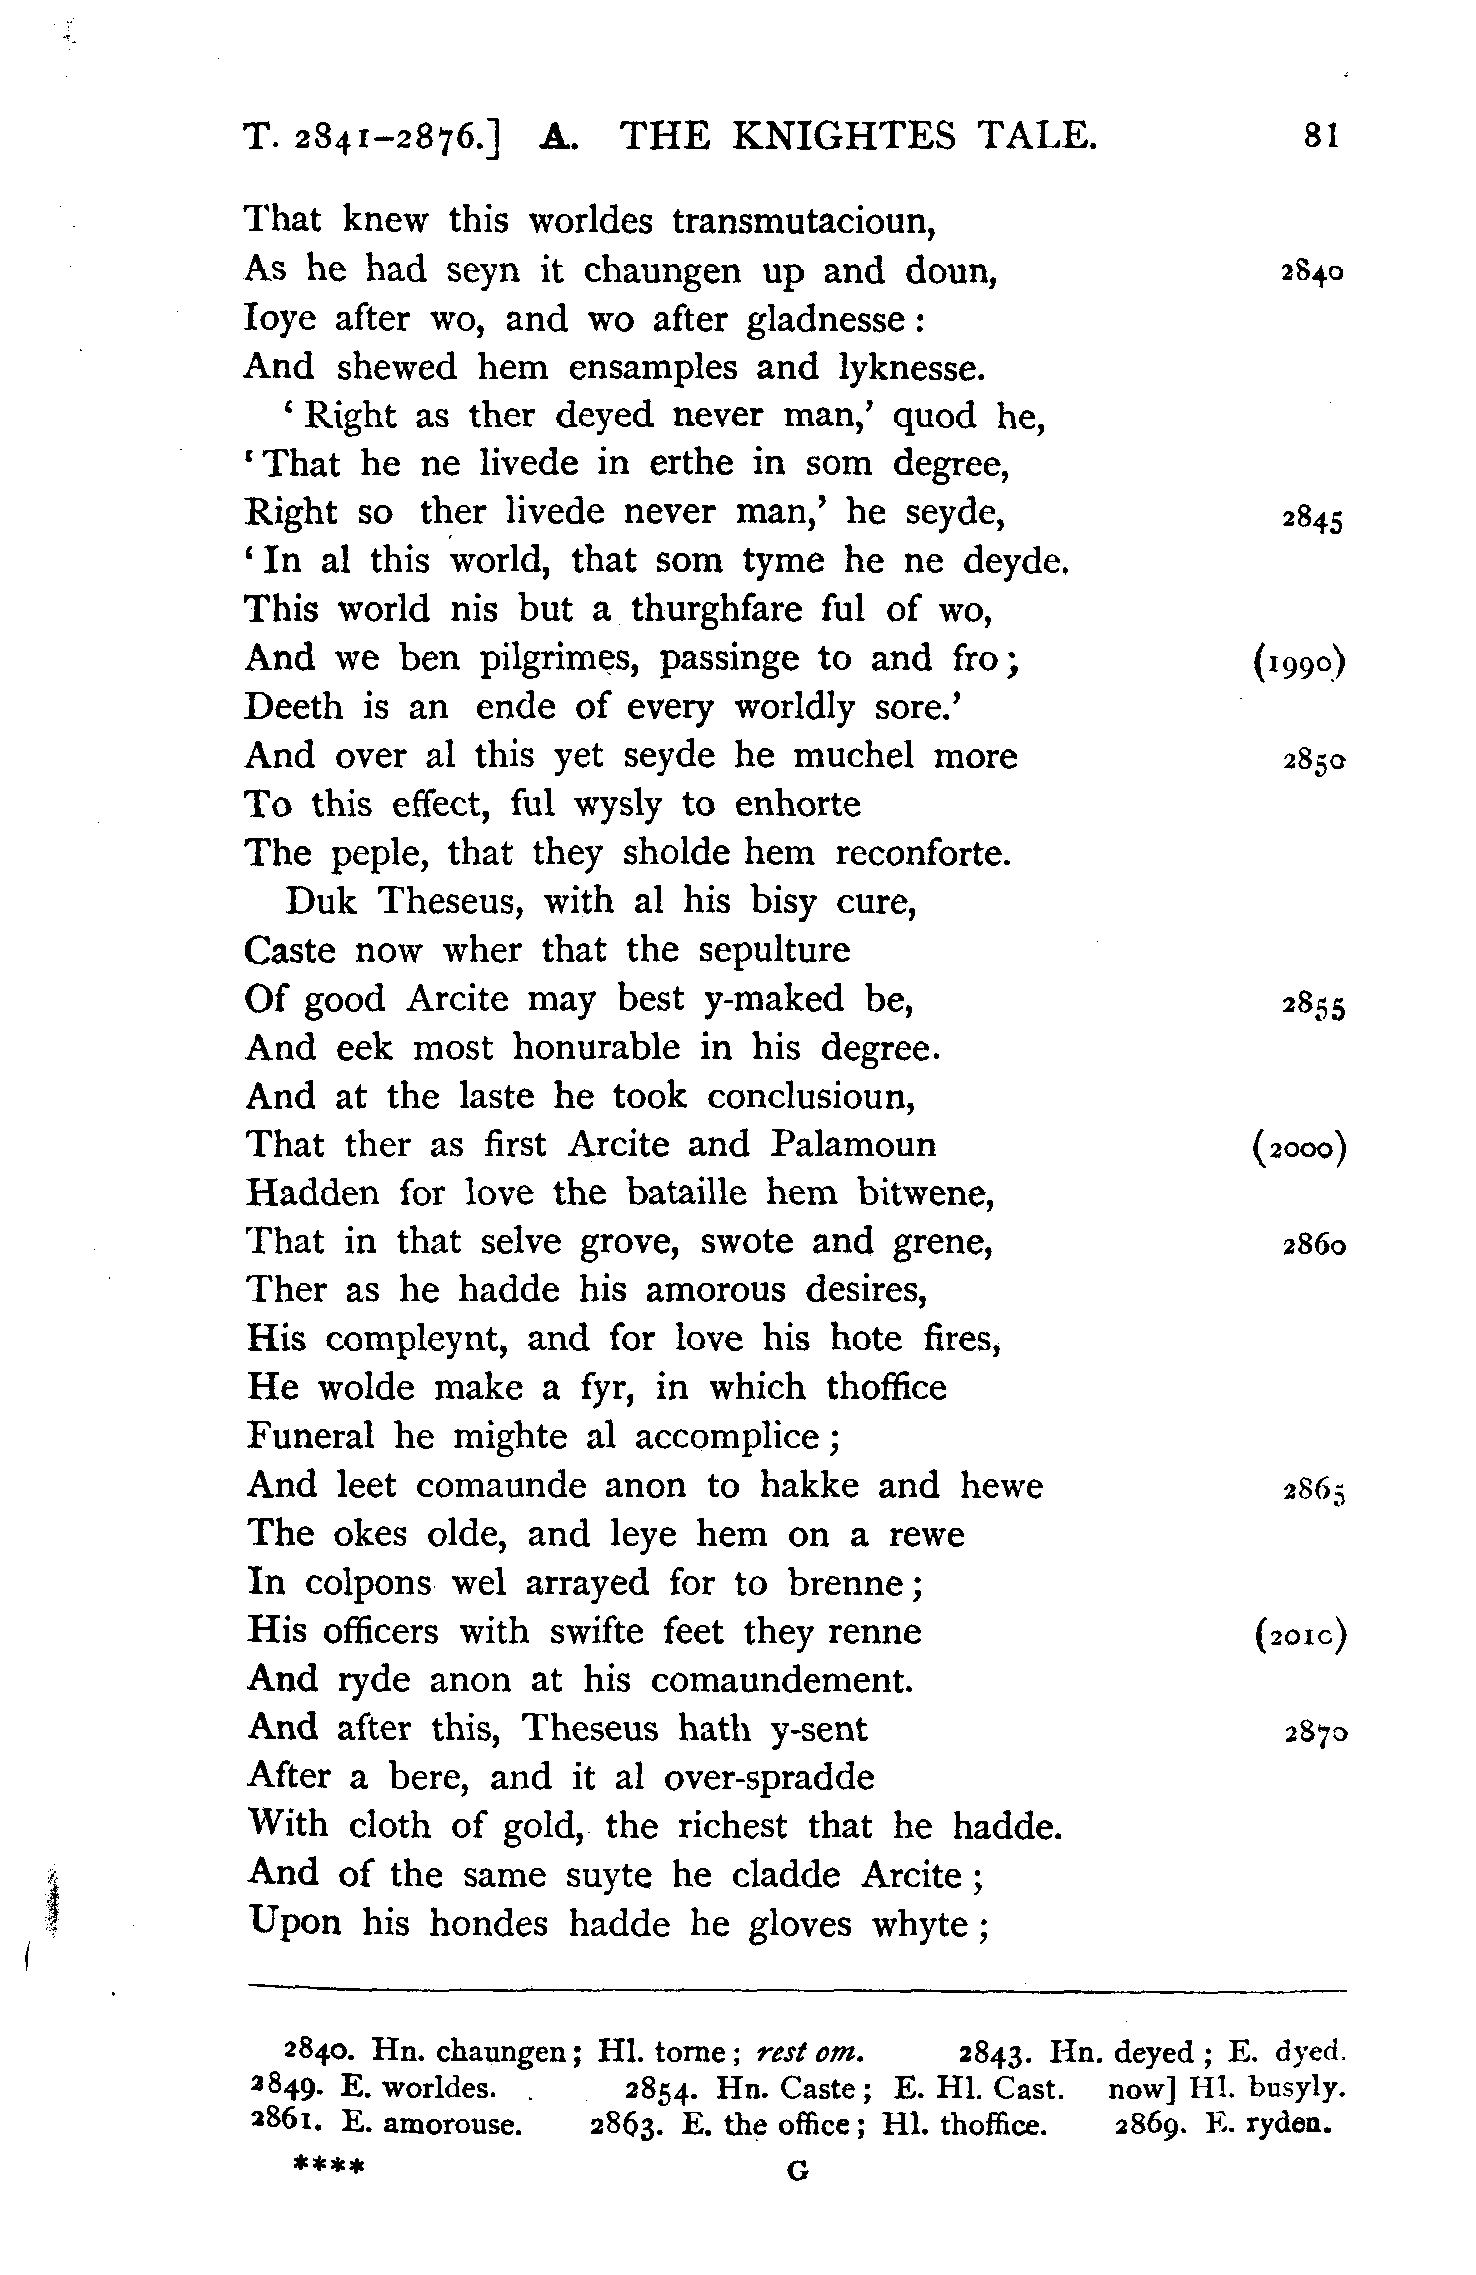 T. 2841–2876.] A. THE KNIGHTES TALE. 81
That knew this worldes transmutacioun,
As he had seyn it chaungen up and doun, 2840
Ioye after wo, and wo after gladnesse :
And shewed hem ensamples and lyknesse.
‘ Right as ther deyed never man,’ quod he,
‘ That he ne livede in erthe in som degree,
Right so ther livede never man,’ he seyde, 2845
‘ In al this world, that som tyme he ne deyde.
This world nis but a thurghfare ful of wo,
And we ben pilgrimes, passinge to and fro ; (1990)
Deeth is an ende of every worldly sore.’
And over al this yet seyde he muchel more 2850
To this effect, ful wysly to enhorte
The peple, that they sholde hem reconforte.
Duk Theseus, with al his bisy cure,
Caste now wher that the sepulture
Of good Arcite may best y-maked be, 2855
And eek most honurable in his degree.
And at the laste he took conclusioun,
That ther as first Arcite and Palamoun (2000)
Hadden for love the bataille hem bitwene,
That in that selve grove, swote and grene, 2860
Ther as he hadde his amorous desires,
His compleynt, and for love his hote fires,
He wolde make a fyr, in which thoffice
Funeral he mighte al accomplice ;
And leet comaunde anon to hakke and hewe 2865
The okes olde, and leye hem on a rewe
In colpons wel arrayed for to brenne ;
His officers with swifte feet they renne (2010)
And ryde anon at his comaundement.
And after this, Theseus hath y-sent 2870
After a bere, and it al over-spradde
With cloth of gold, the richest that he hadde.
And of the same suyte he cladde Arcite ;
Upon his hondes hadde he gloves whyte ;
2840. Hn. chaungen ; Hl. torne ; rest om. 2843. Hn. deyed ; E. dyed.
2849. E. worldes. 2854. Hn. Caste ; E. Hl. Cast. now] Hl. busyly.
2861. E. amorouse. 2863. E. the office ; Hl. thoffice. 2869. E. ryden.
**** G